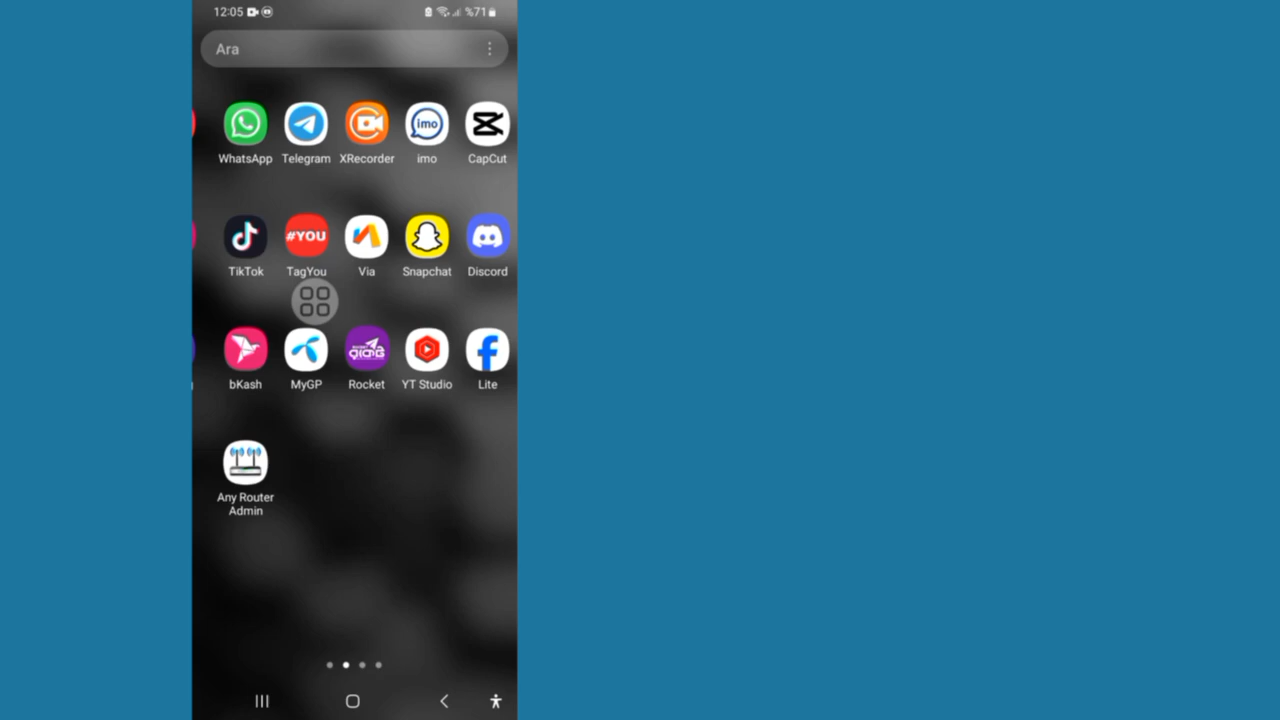 12:05 %71
Ara
WhatsApp Telegram XRecorder imo CapCut
#YOU
TikTok TagYou Via Snapchat Discord
bKash MyGP Rocket YT Studio Lite
Any Router
Admin